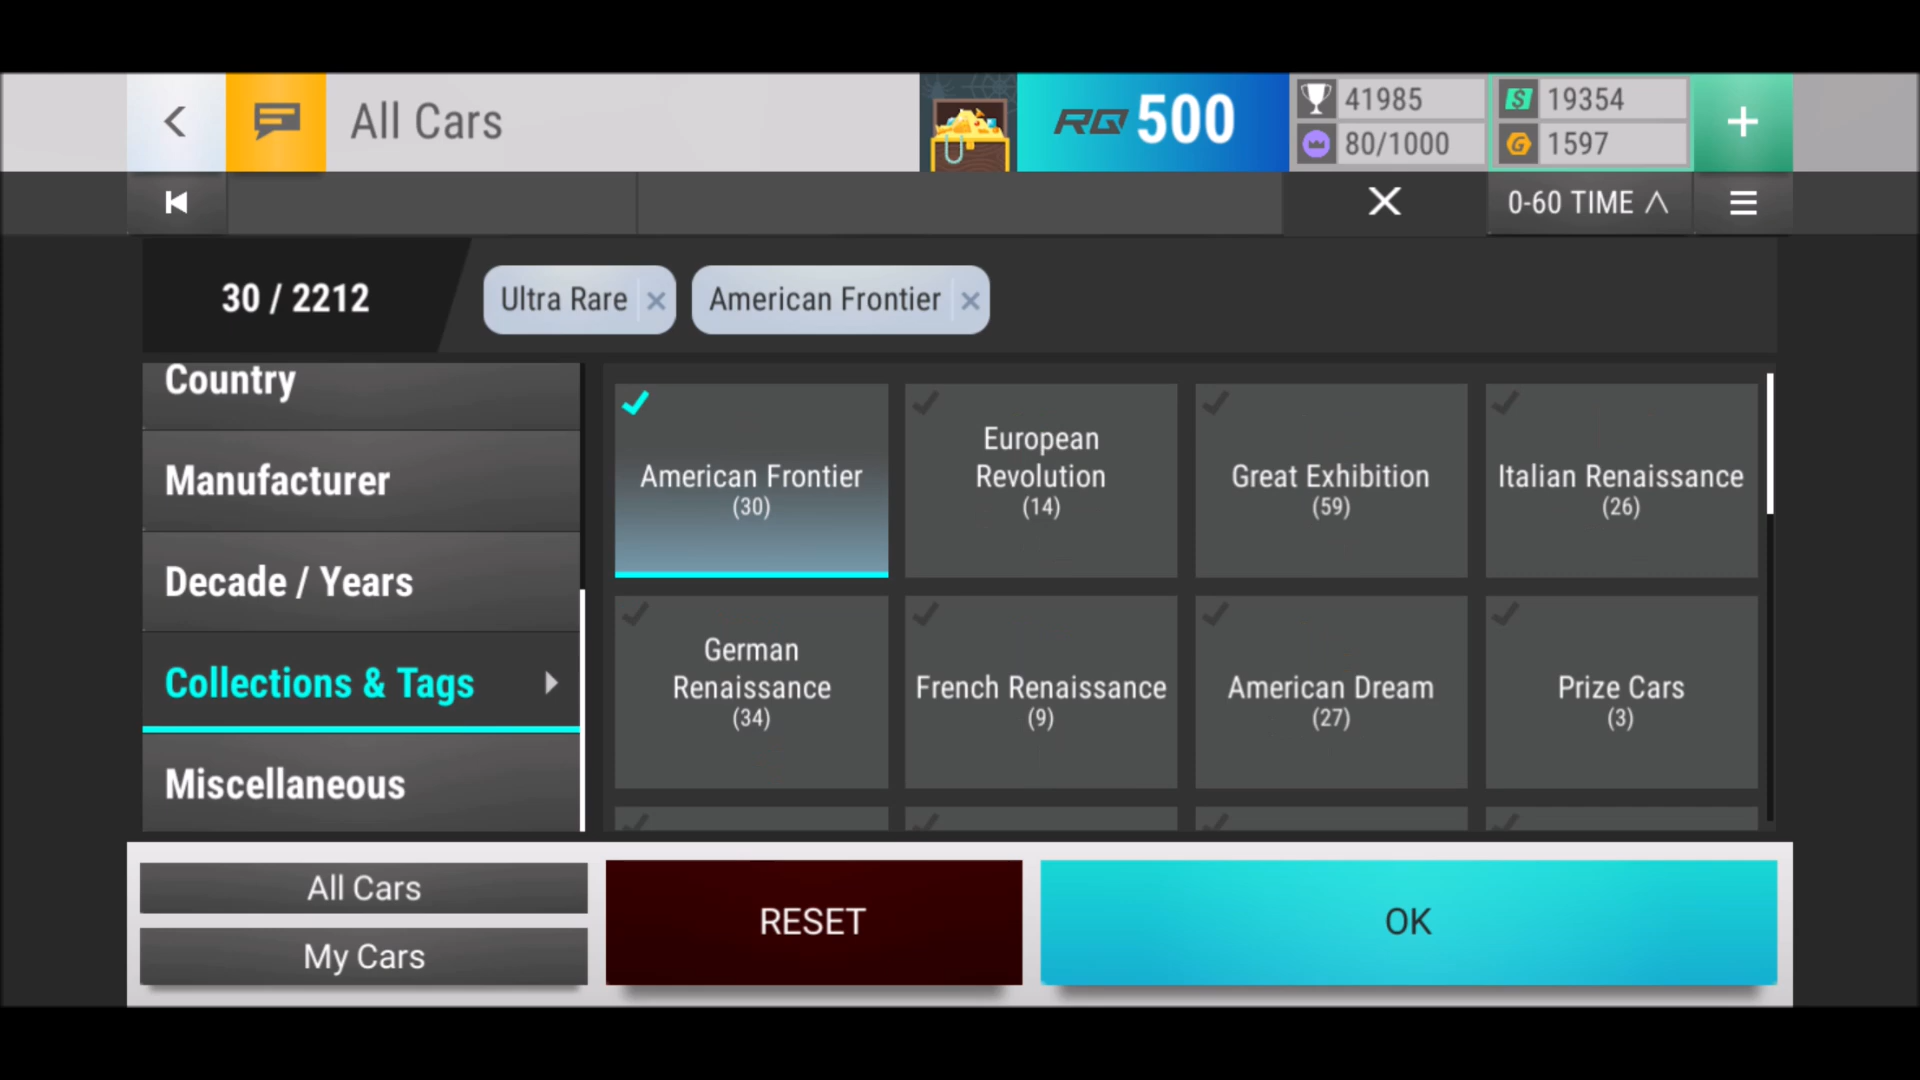 All Cars
RQ 500
41985
80/1000
19354
1597
0-60 TIME
30 / 2212
Ultra Rare
American Frontier
Country
Manufacturer
Decade / Years
Collections & Tags
Miscellaneous
American Frontier
(30)
European
Revolution
(14)
Great Exhibition
(59)
Italian Renaissance
(26)
German
Renaissance
(34)
French Renaissance
(9)
American Dream
(27)
Prize Cars
(3)
All Cars
My Cars
RESET
OK